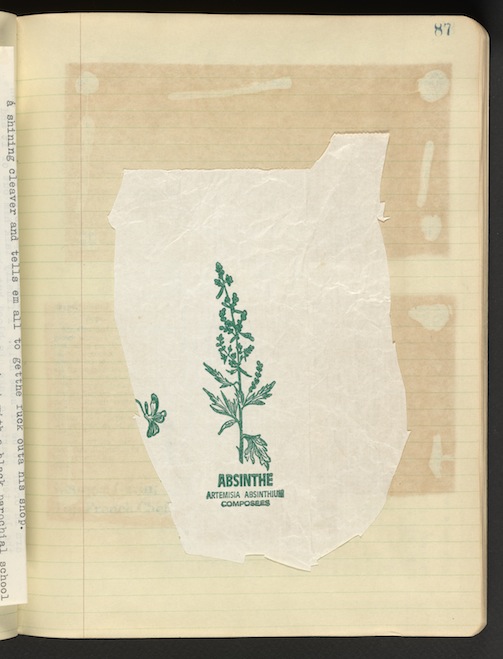 87
A shining cleaver and tells em all to getthe fuck outa his shop.
black parochial school
ABSINTHE
ARTEMISIA ABSINTHIUM
COMPOSEES